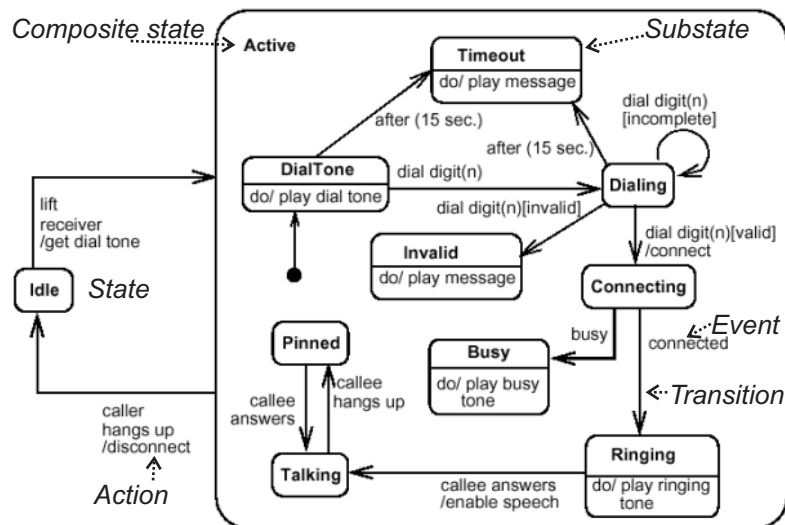 Composite state
Substate
Active
Timeout
do/ play message
dial digit(n)
[incomplete]
after (15 sec.)
after (15 sec.)
DialTone
do/ play dial tone
dial digit(n)
Dialing
dial digit(n)[invalid]
lift
receiver
/get dial tone
dial digit(n)[valid]
/connect
Invalid
do/ play message
Idle
State
Connecting
Event
Pinned
busy
connected
Busy
do/ play busy
tone
callee
answers
callee
hangs up
Transition
caller
hangs up
/disconnect
Talking
Ringing
do/ play ringing
tone
callee answers
/enable speech
Action